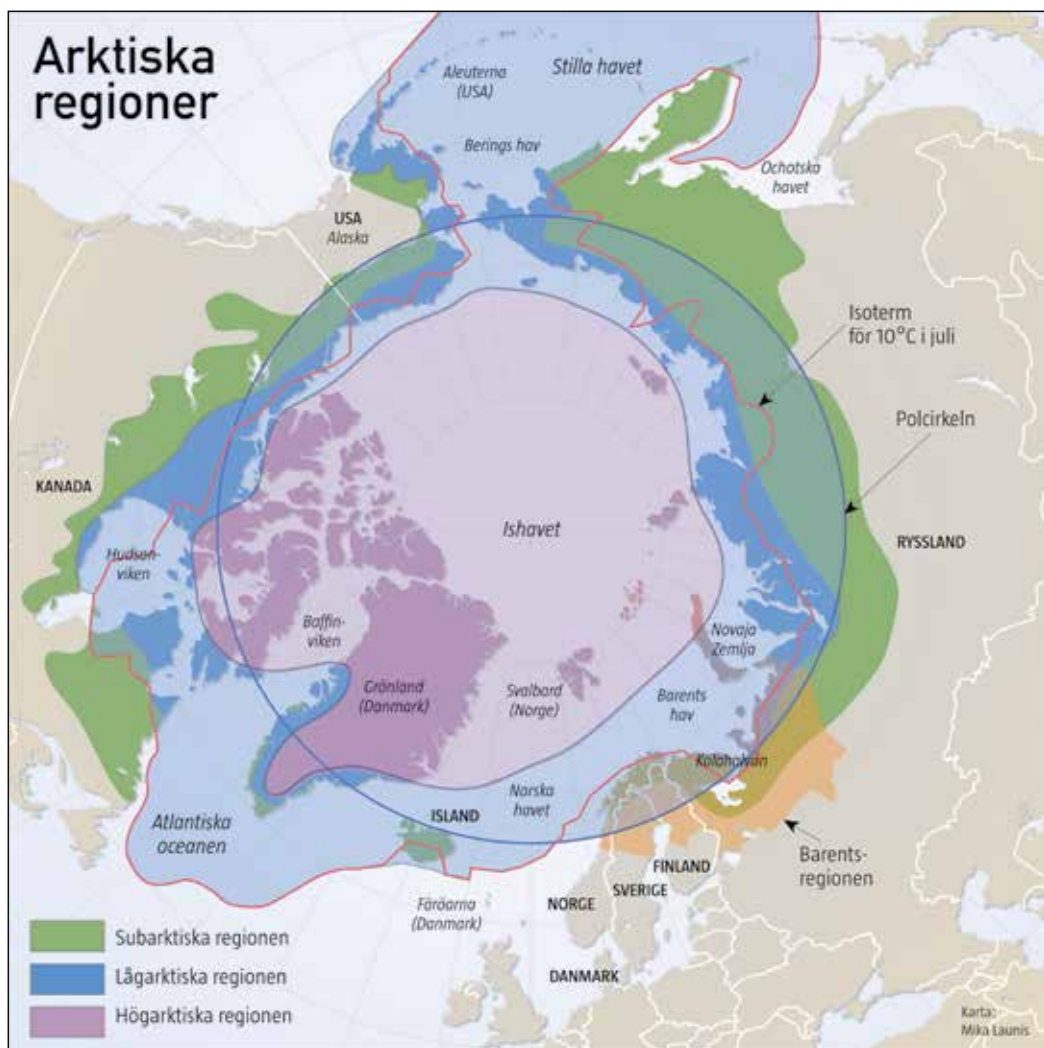 Arktiska
regioner
Aleuterna
(USA)
Stilla havet
Berings hav
Ochotska
havet
USA
Alaska
Isoterm
för 10°C i juli
Polcirkeln
KANADA
Ishavet
RYSSLAND
Hudson-
viken
Baffin-
viken
Novaja
Zemlja
Grönland
(Danmark)
Svalbard
(Norge)
Barents
hav
Kolahalvön
Norska
havet
ISLAND
Atlantiska
oceanen
Barents-
regionen
FINLAND
SVERIGE
Färöarna
(Danmark)
NORGE
DANMARK
Subarktiska regionen
Lågarktiska regionen
Högarktiska regionen
Karta:
Mika Launis